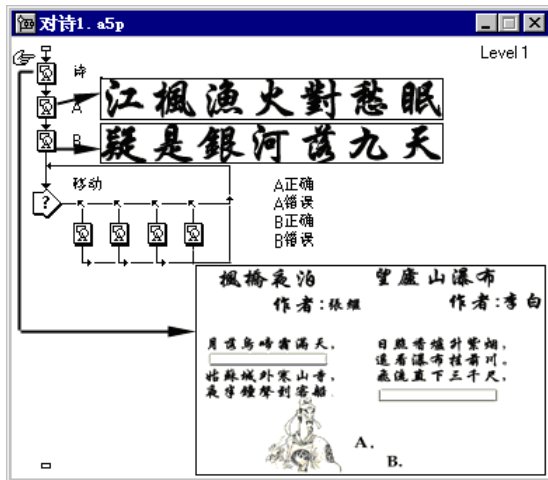 对诗1.a5p
Level 1
诗
A
江楓漁火對愁眠
B
疑是銀河落九天
移动
A正确
A错误
B正确
B错误
?
楓橋夜泊
作者:張繼
望廬山瀑布
作者:李白
月落烏啼霜滿天,
姑蘇城外寒山寺,
夜半鐘聲到客船.
日照香爐升紫烟,
遙看瀑布挂前川。
飛流直下三千尺,
A.
B.